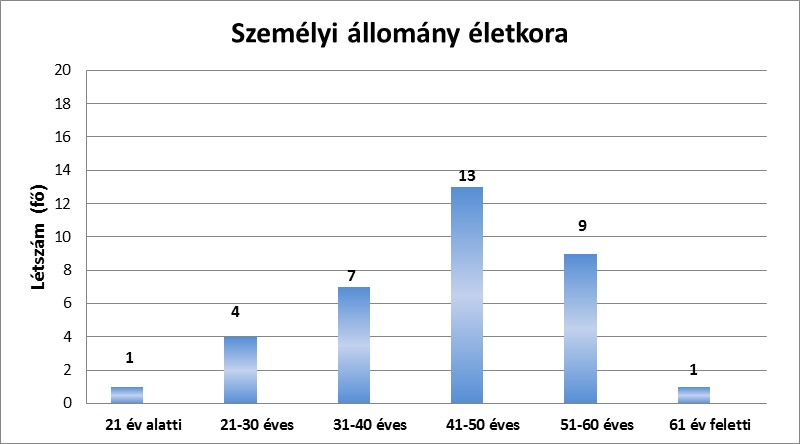 Személyi állomány életkora
Létszám (fő)
20
18
16
14
12
10
8
6
4
2
0
1
4
7
13
9
1
21 év alatti
21-30 éves
31-40 éves
41-50 éves
51-60 éves
61 év feletti